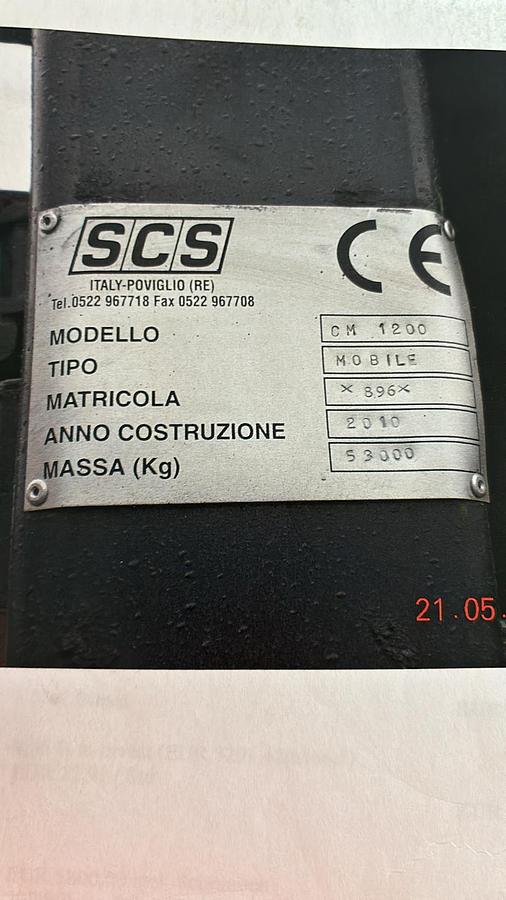 SCS
CE
ITALY-POVIGLIO (RE)
Tel.0522 967718 Fax 0522 967708
MODELLO CM 1200
TIPO MOBILE
MATRICOLA *896*
ANNO COSTRUZIONE 2010
MASSA (Kg) 53000
21.05.